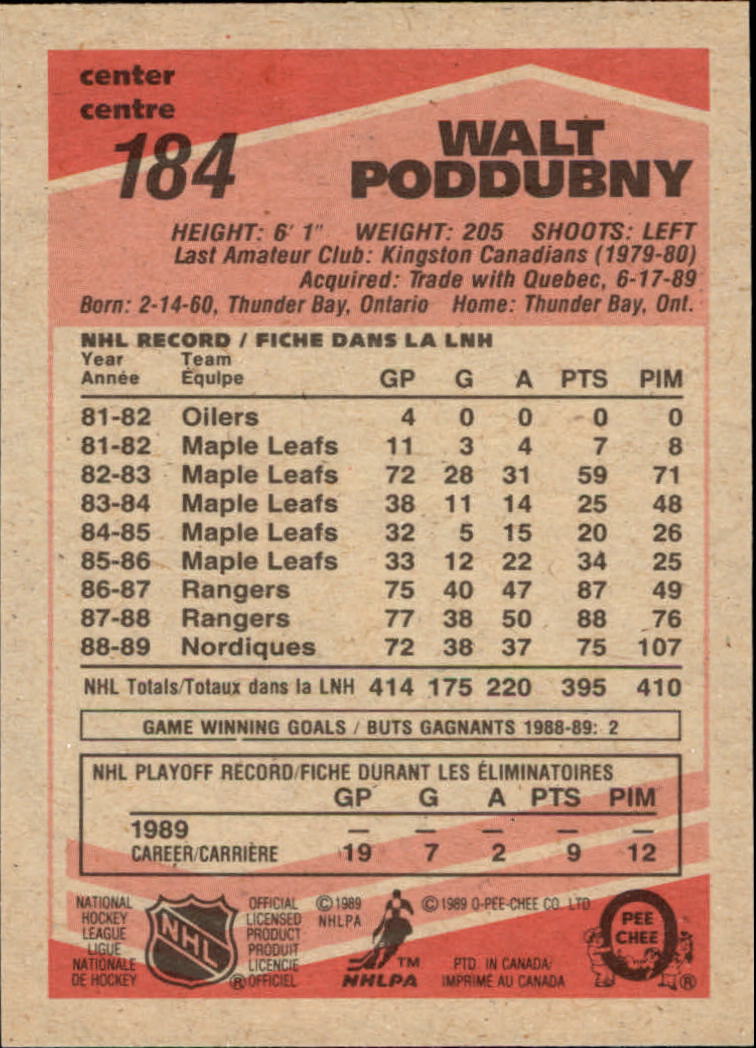 center
centre
184
WALT
PODDUBNY
HEIGHT: 6' 1" WEIGHT: 205 SHOOTS: LEFT
Last Amateur Club: Kingston Canadians (1979-80)
Acquired: Trade with Quebec, 6-17-89
Born: 2-14-60, Thunder Bay, Ontario Home: Thunder Bay, Ont.
NHL RECORD / FICHE DANS LA LNH
Year Team
Année Équipe GP G A PTS PIM
81-82 Oilers 4 0 0 0 0
81-82 Maple Leafs 11 3 4 7 8
82-83 Maple Leafs 72 28 31 59 71
83-84 Maple Leafs 38 11 14 25 48
84-85 Maple Leafs 32 5 15 20 26
85-86 Maple Leafs 33 12 22 34 25
86-87 Rangers 75 40 47 87 49
87-88 Rangers 77 38 50 88 76
88-89 Nordiques 72 38 37 75 107
NHL Totals/Totaux dans la LNH 414 175 220 395 410
GAME WINNING GOALS / BUTS GAGNANTS 1988-89: 2
NHL PLAYOFF RECORD/FICHE DURANT LES ÉLIMINATOIRES
GP G A PTS PIM
1989 — — — — —
CAREER/CARRIÈRE 19 7 2 9 12
NATIONAL
HOCKEY
LEAGUE
LIGUE
NATIONALE
DE HOCKEY
NHL
®
OFFICIAL
LICENSED
PRODUCT
PRODUIT
LICENCIE
OFFICIEL
© 1989
NHLPA
TM
NHLPA
© 1989 O-PEE-CHEE CO. LTD.
PTD. IN CANADA/
IMPRIMÉ AU CANADA
PEE
CHEE
®